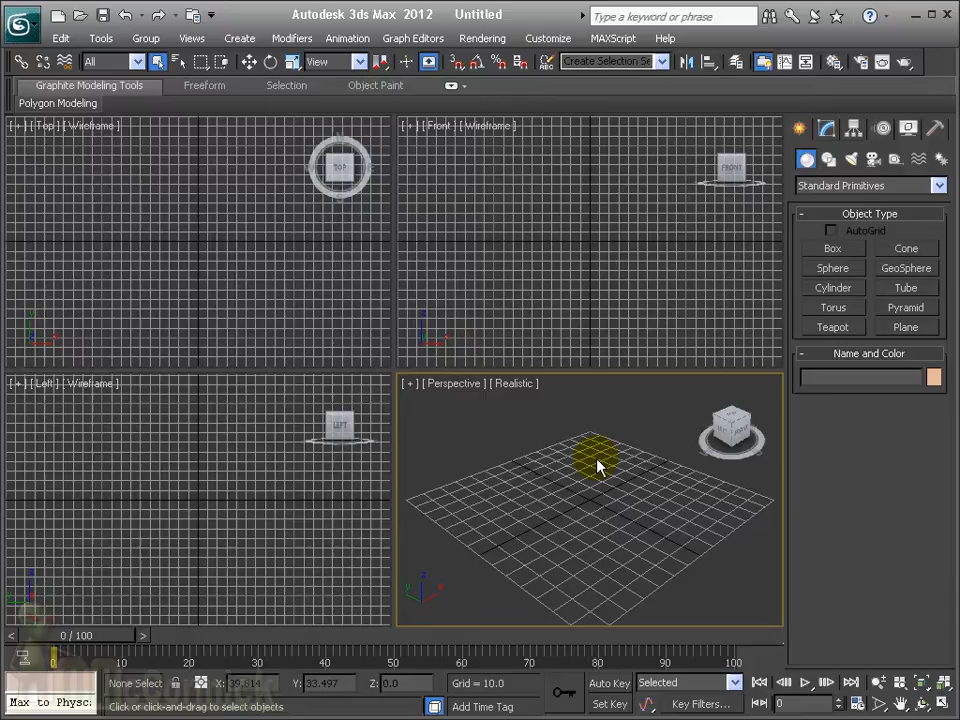 Autodesk 3ds Max 2012 Untitled
Type a keyword or phrase
Edit Tools Group Views Create Modifiers Animation Graph Editors Rendering Customize MAXScript Help
All View Create Selection Se
Graphite Modeling Tools Freeform Selection Object Paint
Polygon Modeling
[ + ] [ Top ] [ Wireframe ]
TOP
[ + ] [ Front ] [ Wireframe ]
FRONT
Standard Primitives
- Object Type
AutoGrid
Box Cone
Sphere GeoSphere
Cylinder Tube
Torus Pyramid
Teapot Plane
- Name and Color
[ + ] [ Left ] [ Wireframe ]
LEFT
[ + ] [ Perspective ] [ Realistic ]
< 0 / 100 >
0 10 20 30 40 50 60 70 80 90 100
None Select X: 39.814 Y: 33.497 Z: 0.0 Grid = 10.0 Auto Key Selected
Max to Physc: Click or click-and-drag to select objects Add Time Tag Set Key Key Filters... 0